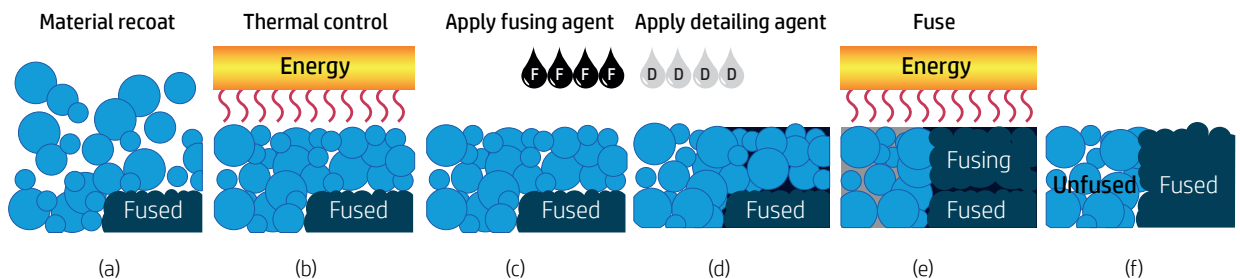 Material recoat
Thermal control
Apply fusing agent
Apply detailing agent
Fuse
Energy
F F F F
D D D D
Energy
Fusing
Unfused
Fused
Fused
Fused
Fused
Fused
Fused
(a)
(b)
(c)
(d)
(e)
(f)